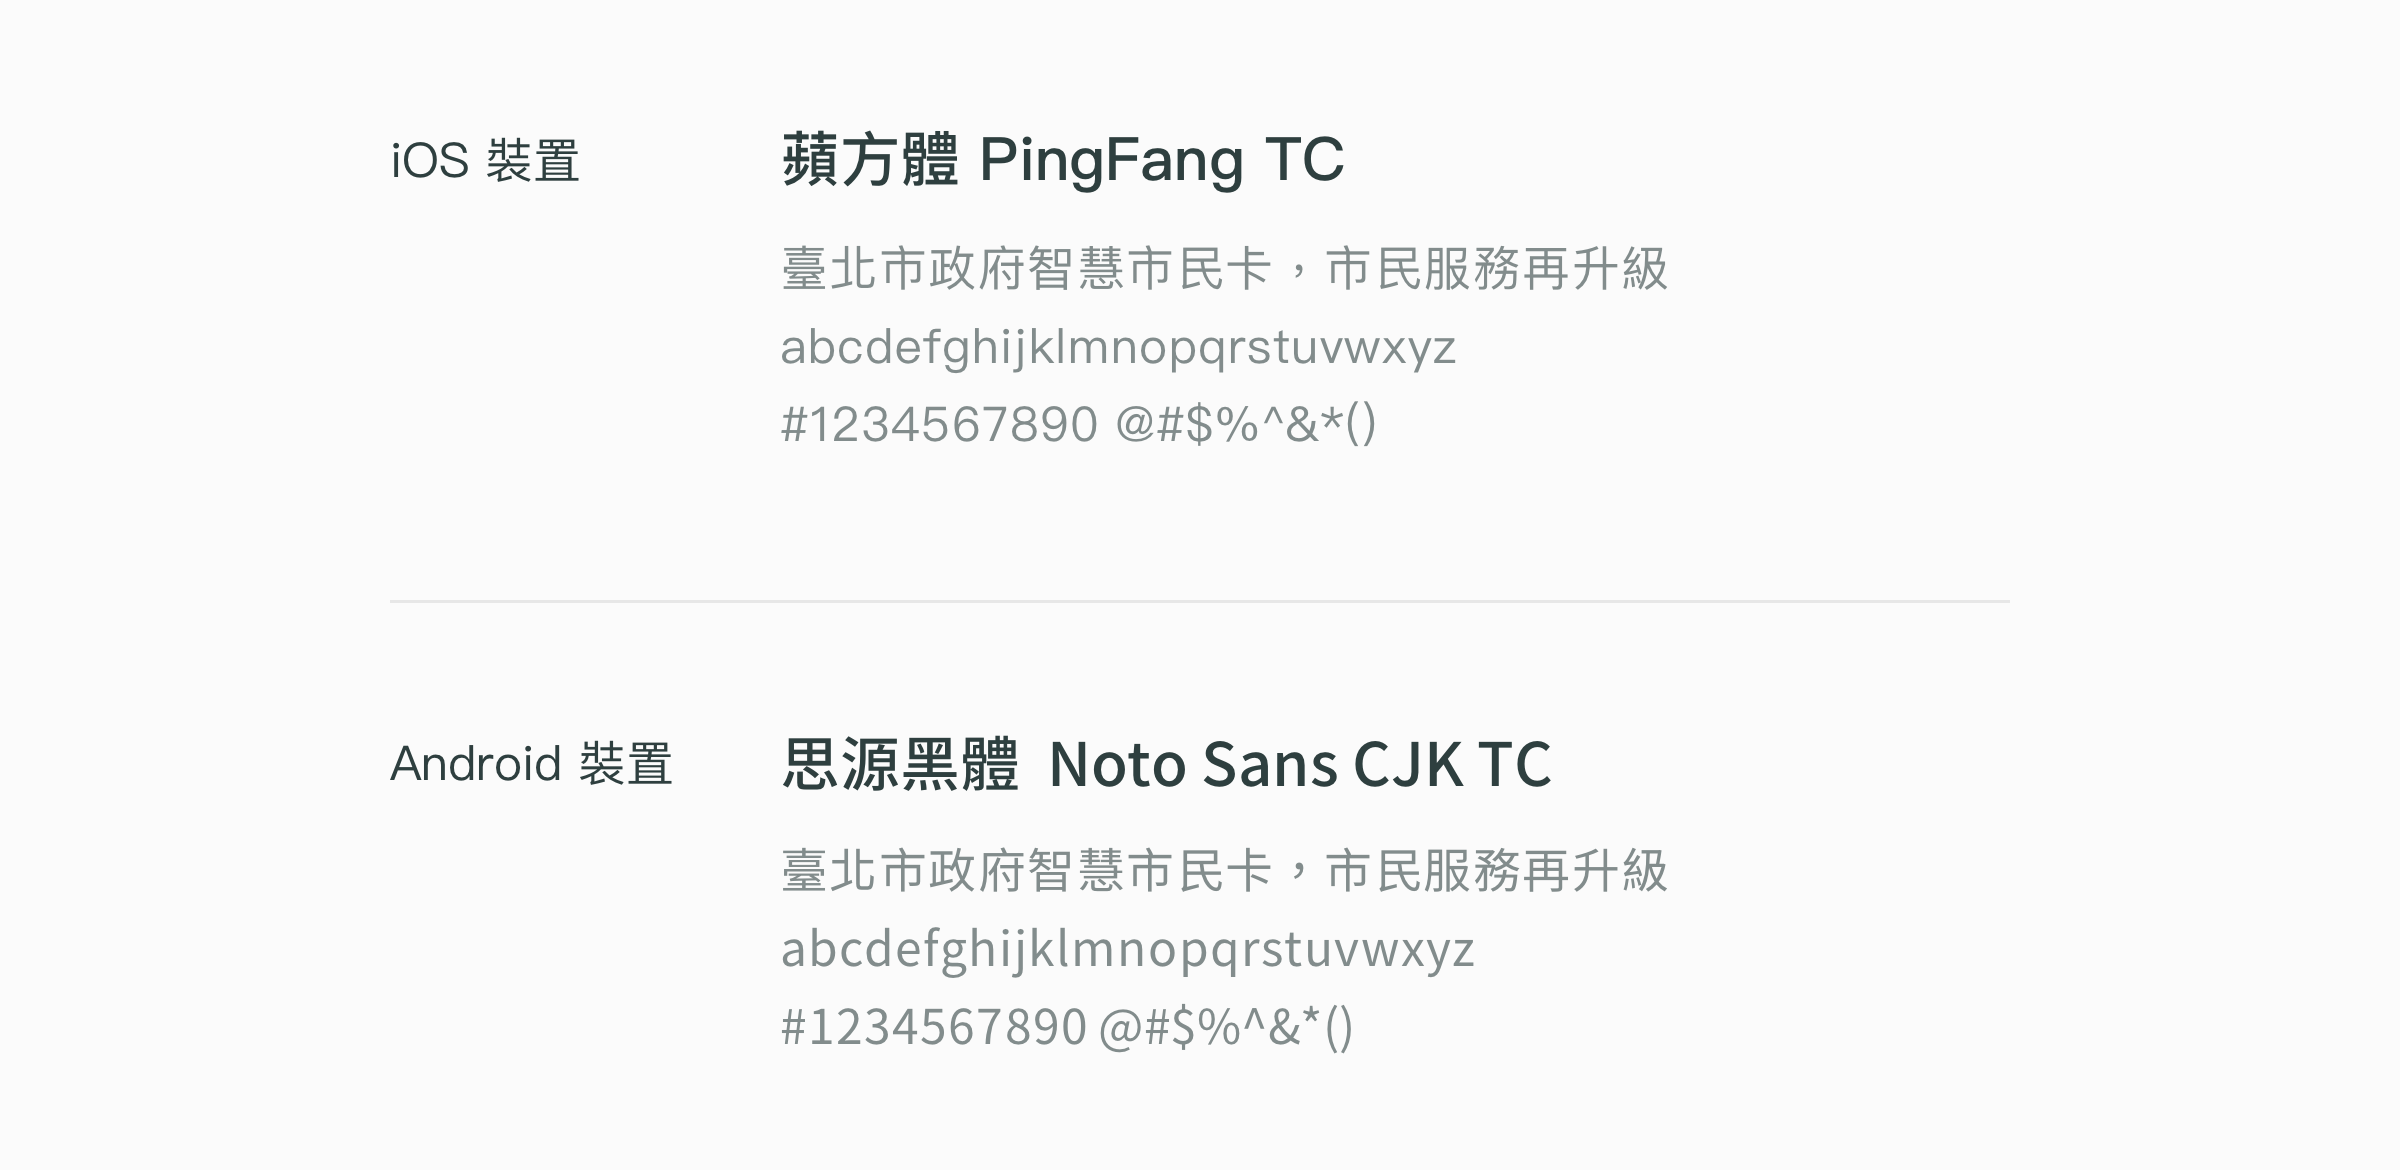 iOS 裝置
蘋方體 PingFang TC
臺北市政府智慧市民卡，市民服務再升級
abcdefghijklmnopqrstuvwxyz
#1234567890 @#$%^&*()
Android 裝置
思源黑體 Noto Sans CJK TC
臺北市政府智慧市民卡，市民服務再升級
abcdefghijklmnopqrstuvwxyz
#1234567890 @#$%^&*()